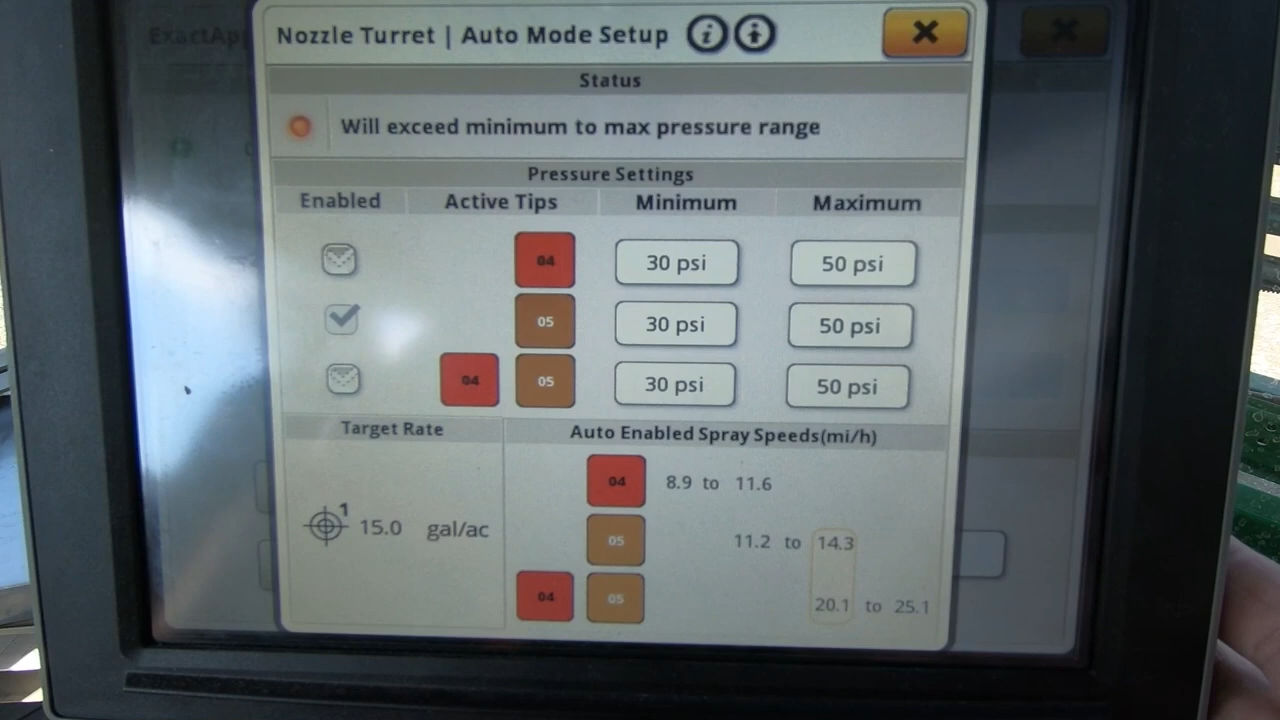 ExactApp
Nozzle Turret | Auto Mode Setup
Status
Will exceed minimum to max pressure range
Pressure Settings
Enabled Active Tips Minimum Maximum
04 30 psi 50 psi
05 30 psi 50 psi
04 05 30 psi 50 psi
Target Rate
1
15.0 gal/ac
Auto Enabled Spray Speeds(mi/h)
04 8.9 to 11.6
05 11.2 to 14.3
04 05 20.1 to 25.1